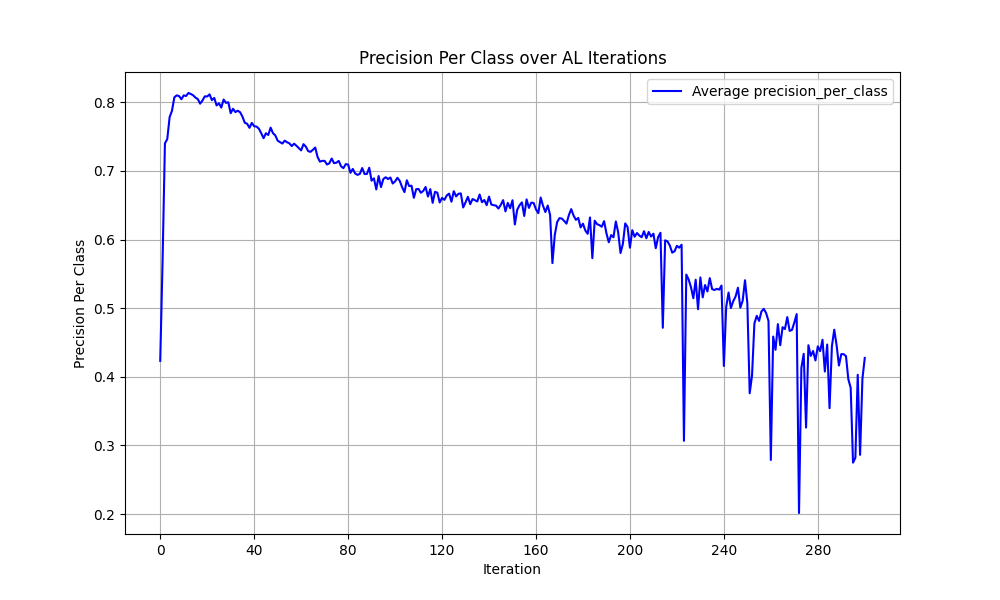 Precision Per Class over AL Iterations
Average precision_per_class
Precision Per Class
0.8
0.7
0.6
0.5
0.4
0.3
0.2
0 40 80 120 160 200 240 280
Iteration